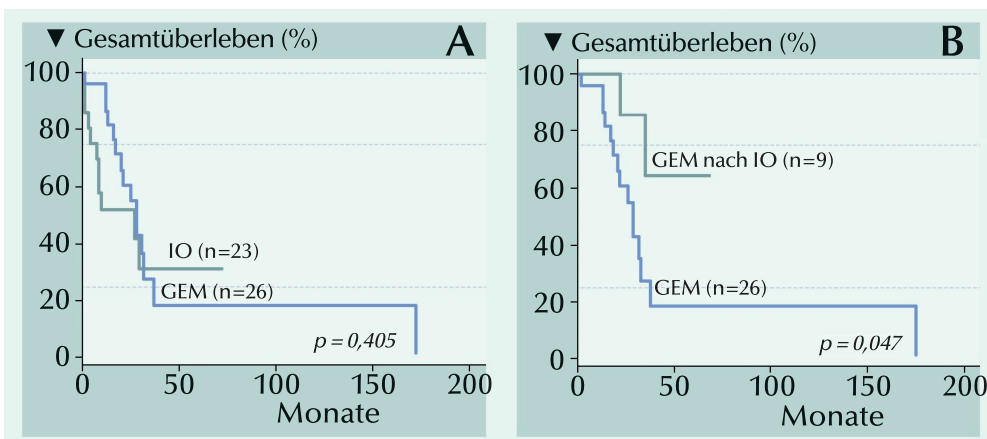 ▼ Gesamtüberleben (%)
A
100
80
60
40
20
0
IO (n=23)
GEM (n=26)
p = 0,405
0 50 100 150 200
Monate
▼ Gesamtüberleben (%)
B
100
80
60
40
20
0
GEM nach IO (n=9)
GEM (n=26)
p = 0,047
0 50 100 150 200
Monate